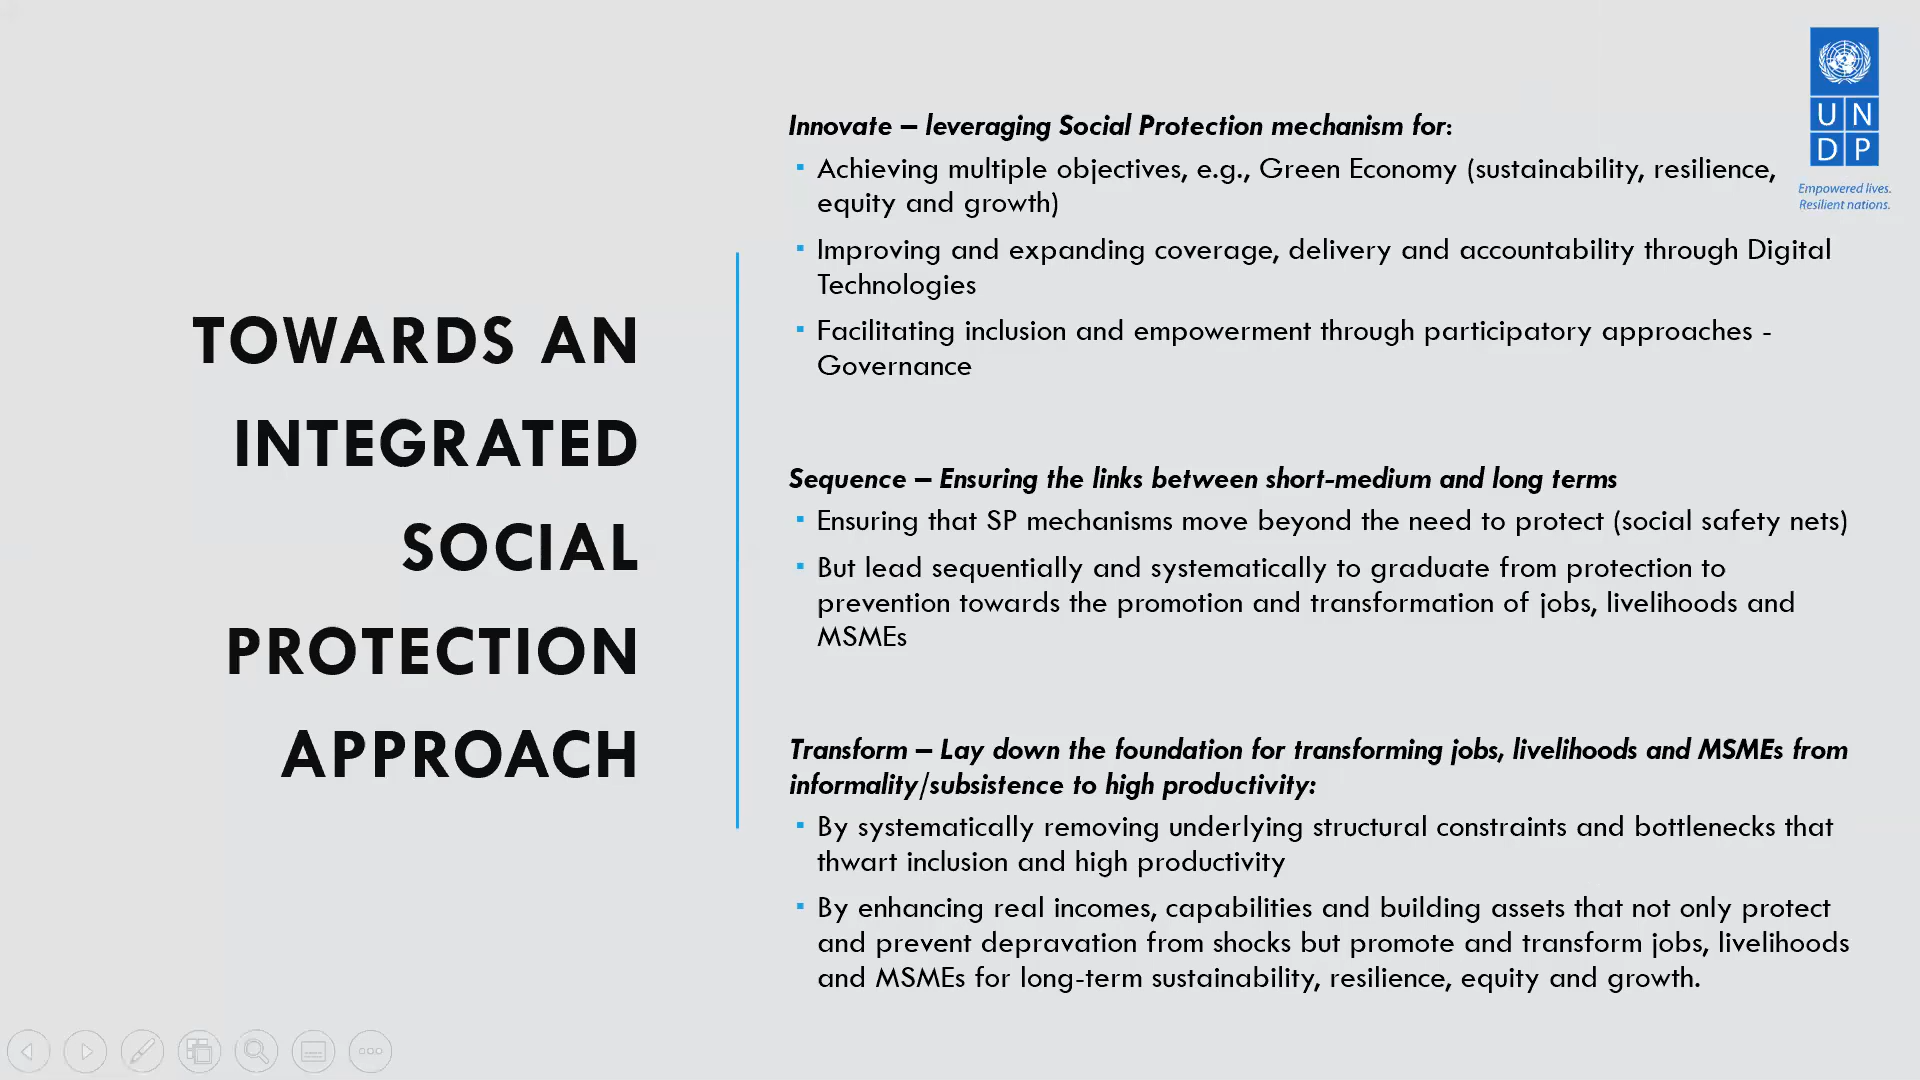 TOWARDS AN
INTEGRATED
SOCIAL
PROTECTION
APPROACH
Innovate – leveraging Social Protection mechanism for:
Achieving multiple objectives, e.g., Green Economy (sustainability, resilience,
equity and growth)
Improving and expanding coverage, delivery and accountability through Digital
Technologies
Facilitating inclusion and empowerment through participatory approaches -
Governance
Sequence – Ensuring the links between short-medium and long terms
Ensuring that SP mechanisms move beyond the need to protect (social safety nets)
But lead sequentially and systematically to graduate from protection to
prevention towards the promotion and transformation of jobs, livelihoods and
MSMEs
Transform – Lay down the foundation for transforming jobs, livelihoods and MSMEs from
informality/subsistence to high productivity:
By systematically removing underlying structural constraints and bottlenecks that
thwart inclusion and high productivity
By enhancing real incomes, capabilities and building assets that not only protect
and prevent depravation from shocks but promote and transform jobs, livelihoods
and MSMEs for long-term sustainability, resilience, equity and growth.
U N
D P
Empowered lives.
Resilient nations.